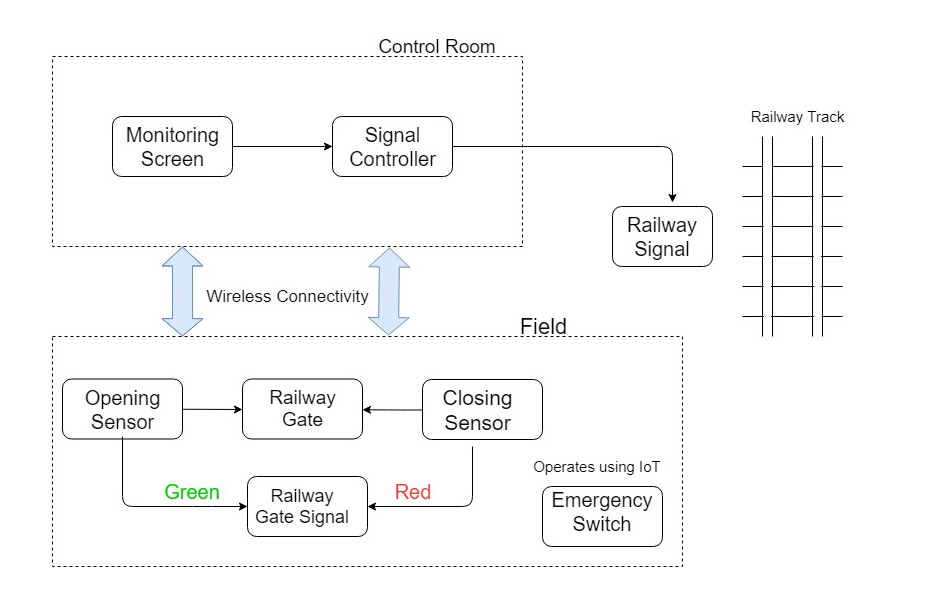 Control Room
Monitoring
Screen
Signal
Controller
Railway Track
Railway
Signal
Wireless Connectivity
Field
Opening
Sensor
Railway
Gate
Closing
Sensor
Operates using IoT
Green
Railway
Gate Signal
Red
Emergency
Switch